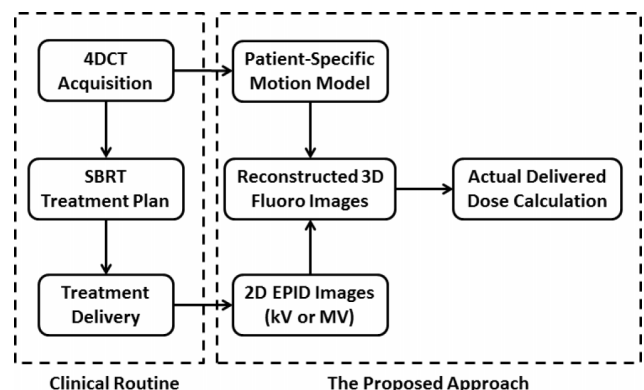 4DCT
Acquisition
Patient-Specific
Motion Model
SBRT
Treatment Plan
Reconstructed 3D
Fluoro Images
Actual Delivered
Dose Calculation
Treatment
Delivery
2D EPID Images
(kV or MV)
Clinical Routine
The Proposed Approach